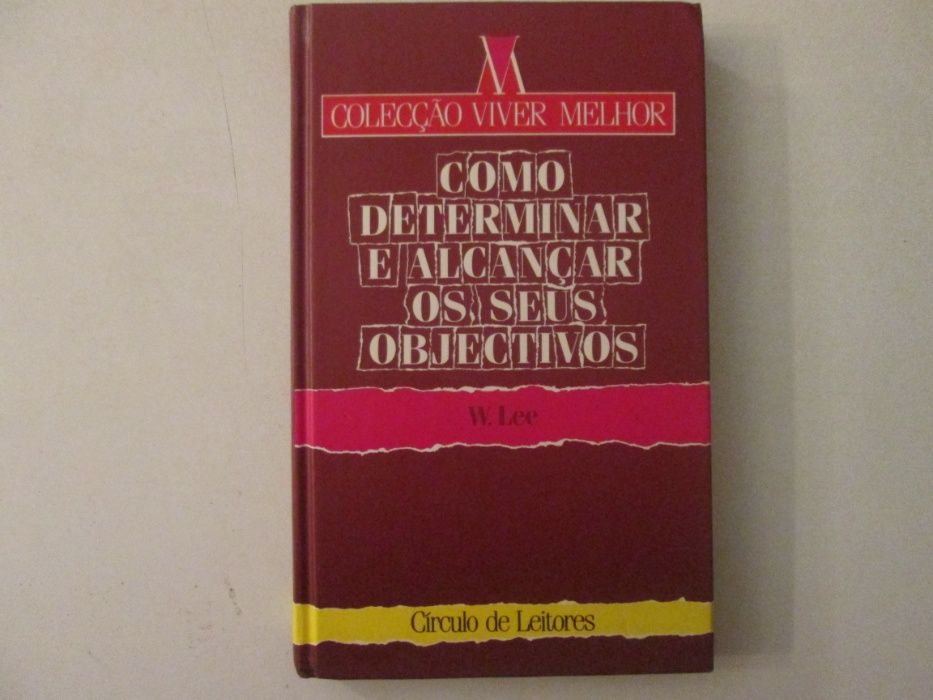 COLECÇÃO VIVER MELHOR
COMO
DETERMINAR
E ALCANÇAR
OS SEUS
OBJECTIVOS
W. Lee
Círculo de Leitores